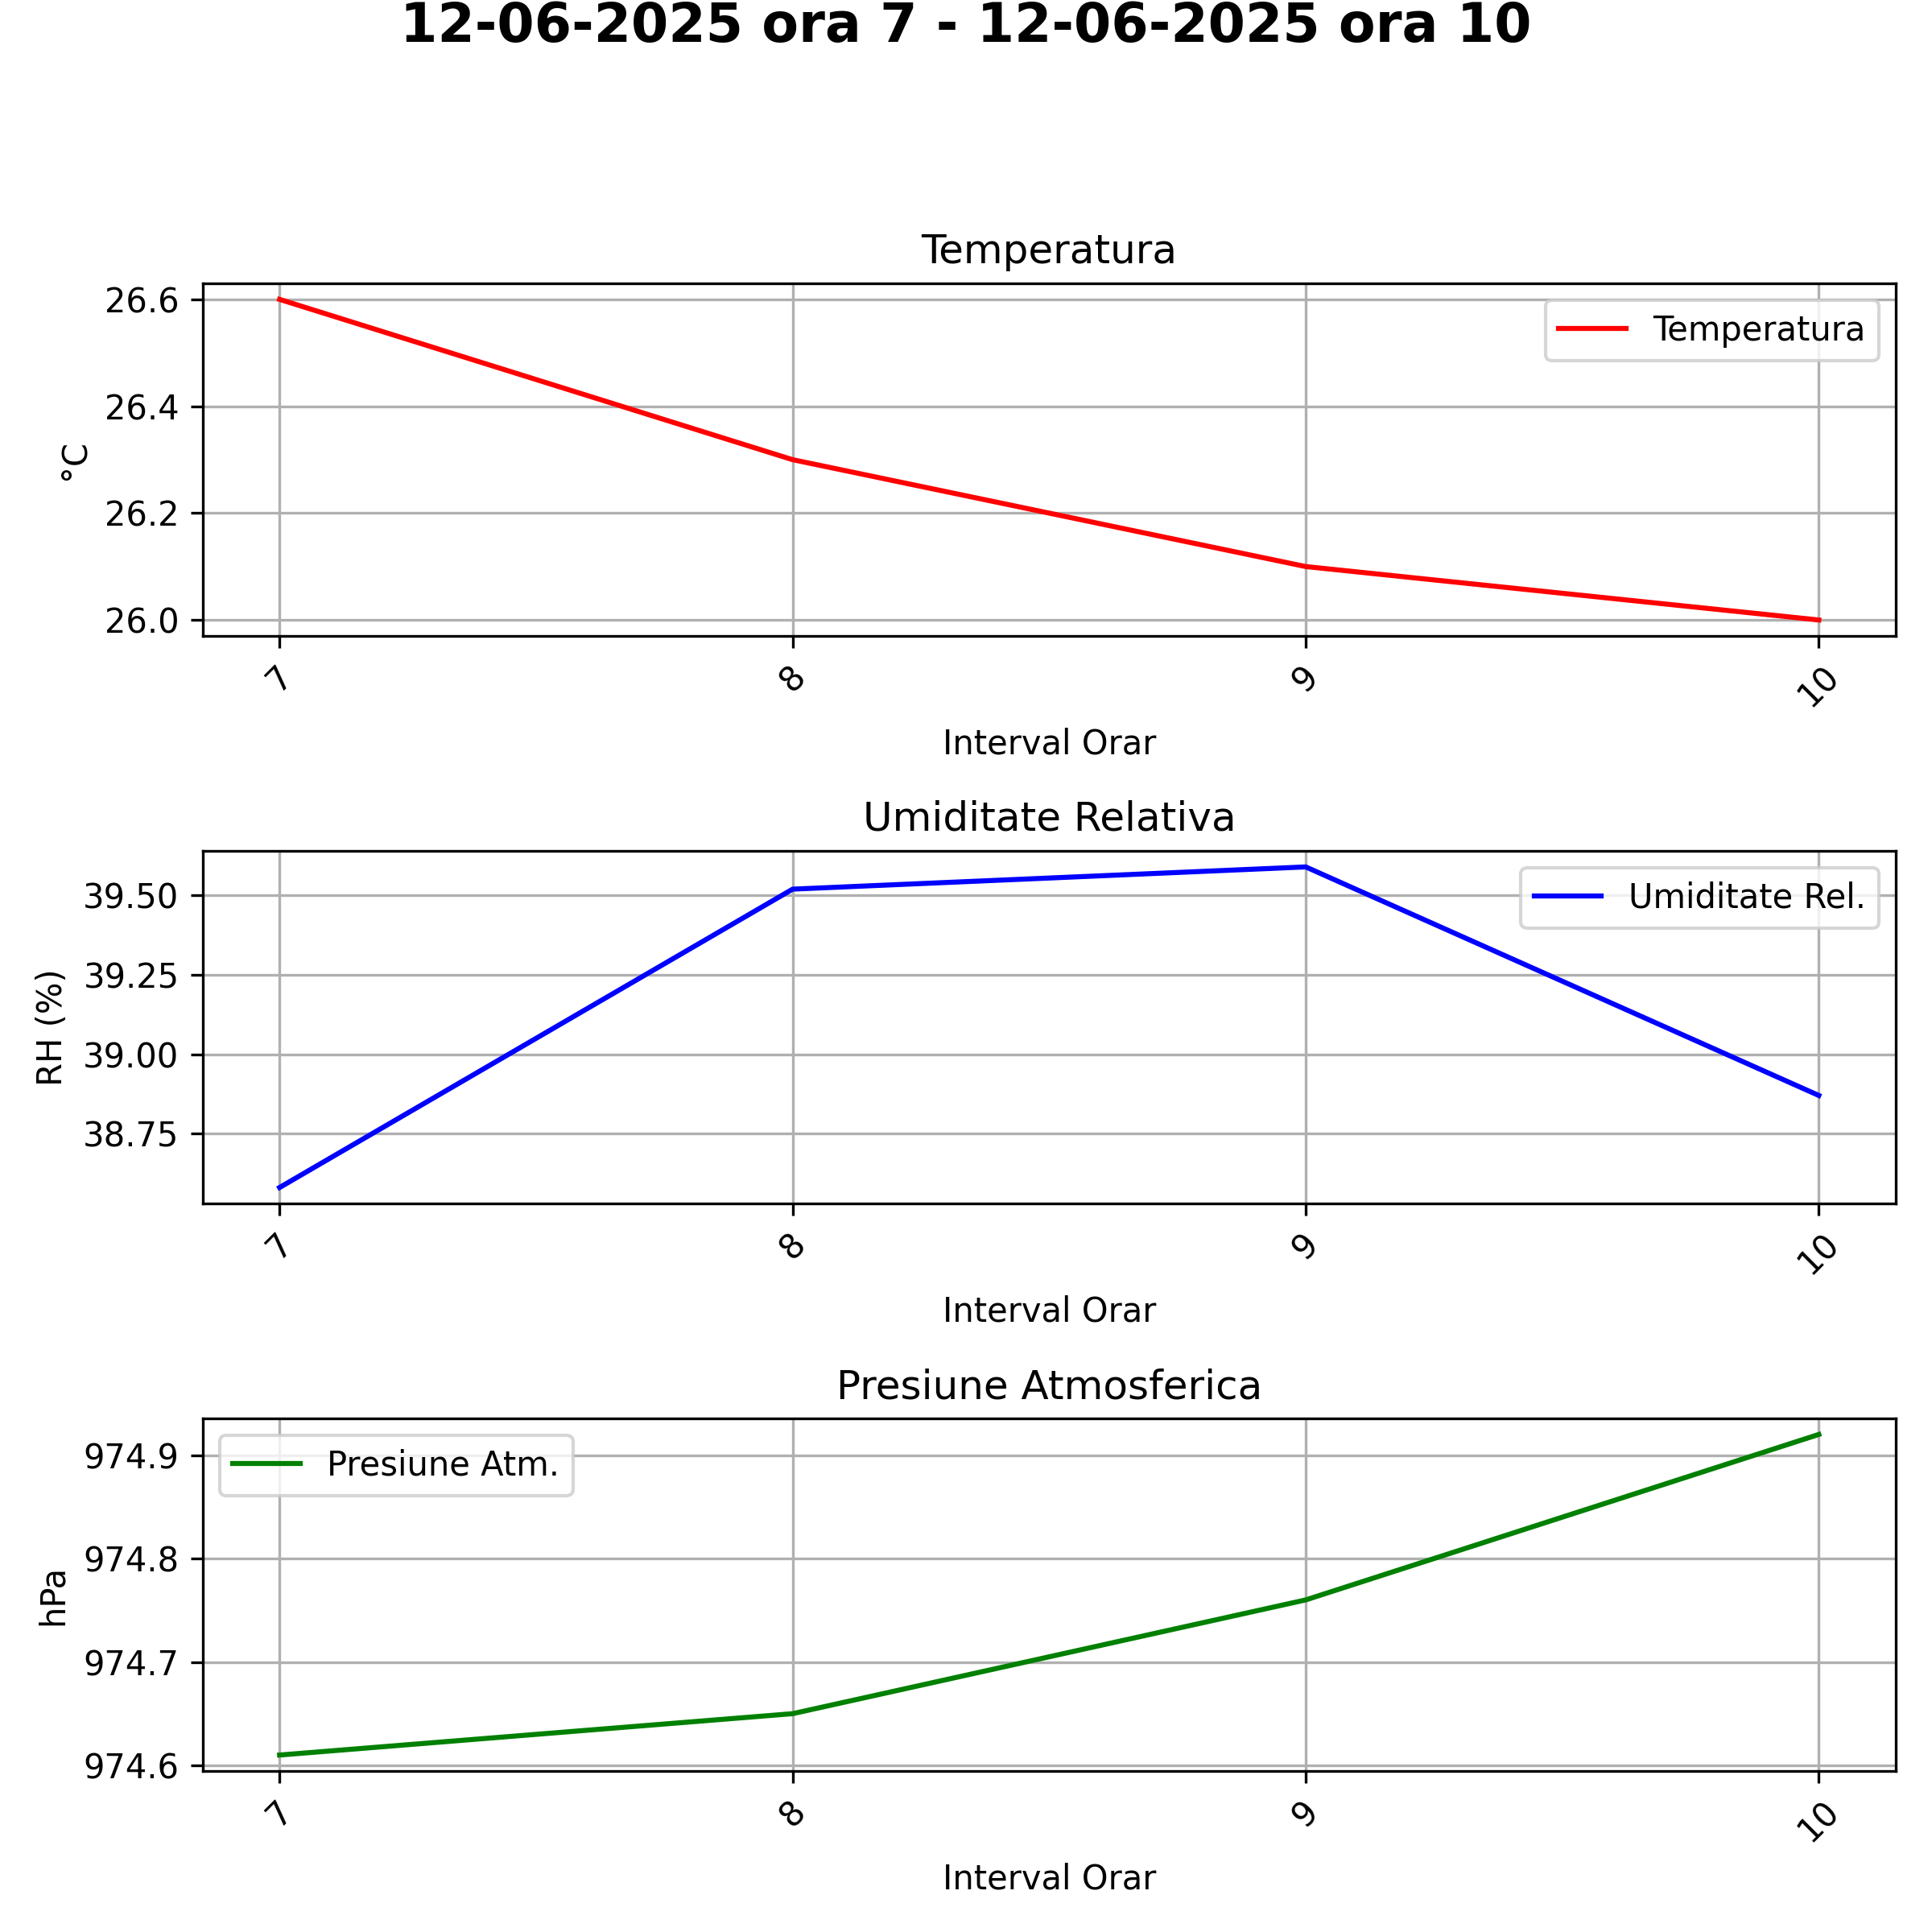 12-06-2025 ora 7 - 12-06-2025 ora 10
Temperatura
26.6
26.4
26.2
26.0
°C
Temperatura
7 8 9 10
Interval Orar
Umiditate Relativa
39.50
39.25
39.00
38.75
RH (%)
Umiditate Rel.
7 8 9 10
Interval Orar
Presiune Atmosferica
974.9
974.8
974.7
974.6
hPa
Presiune Atm.
7 8 9 10
Interval Orar